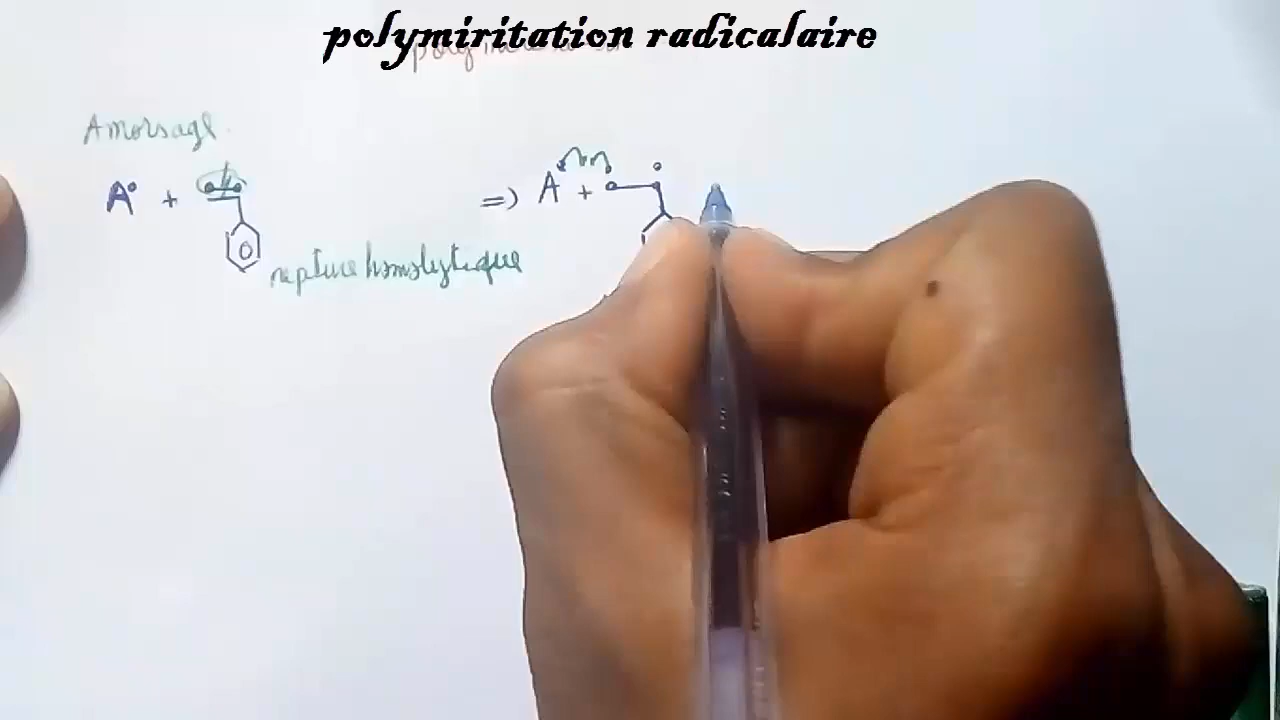 polymiritation radicalaire
Amorsage.
A° + => A +
rupture homolytique